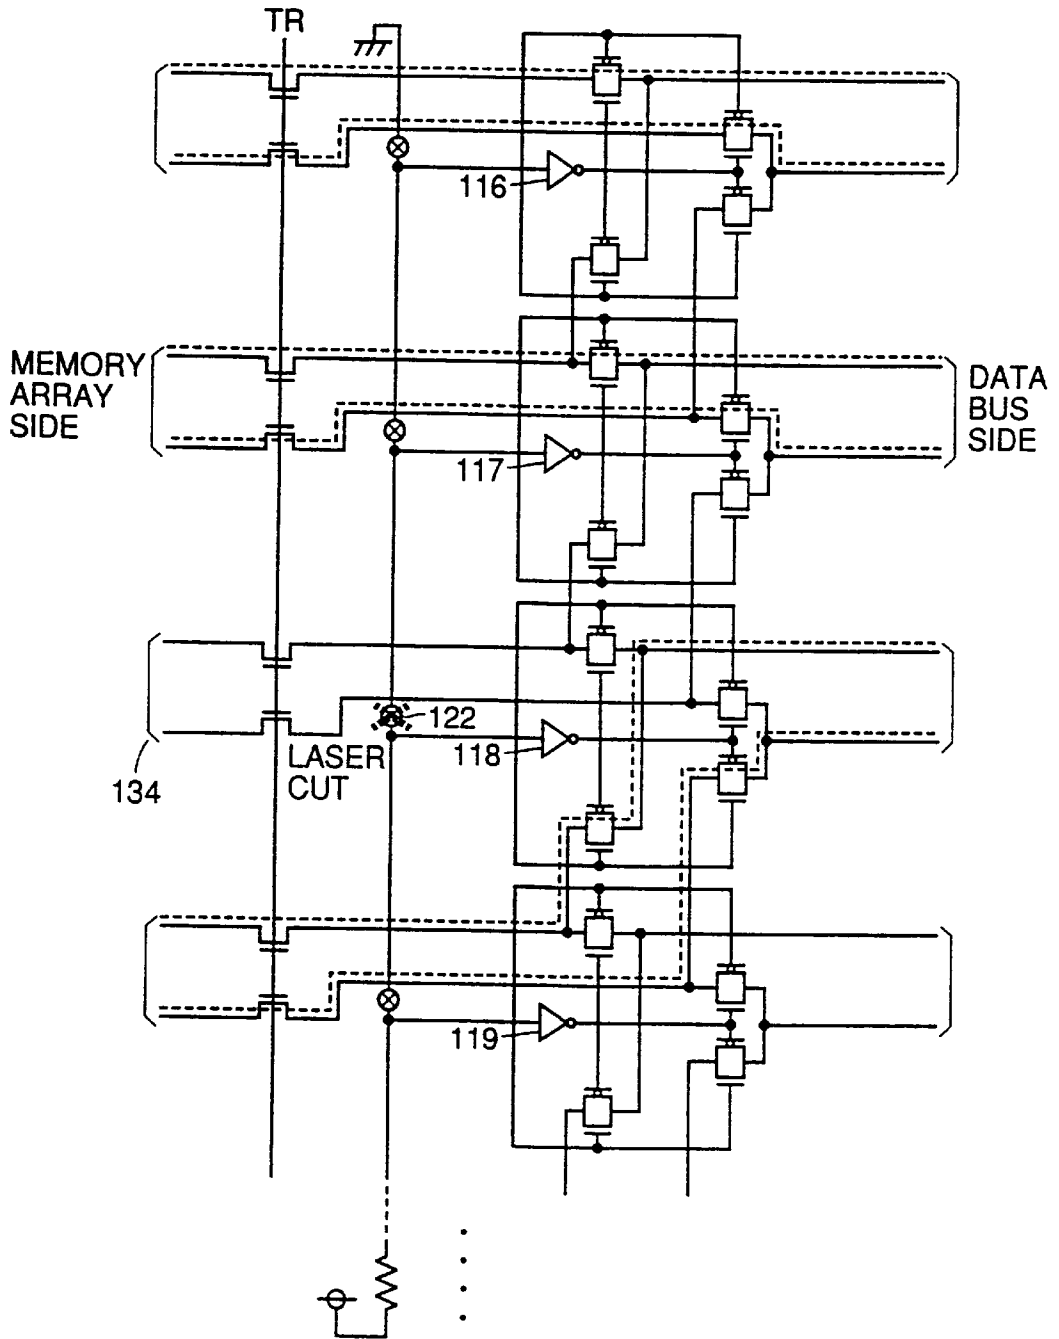 TR
116
MEMORY
ARRAY
SIDE
DATA
BUS
SIDE
117
122
118
LASER
CUT
134
119